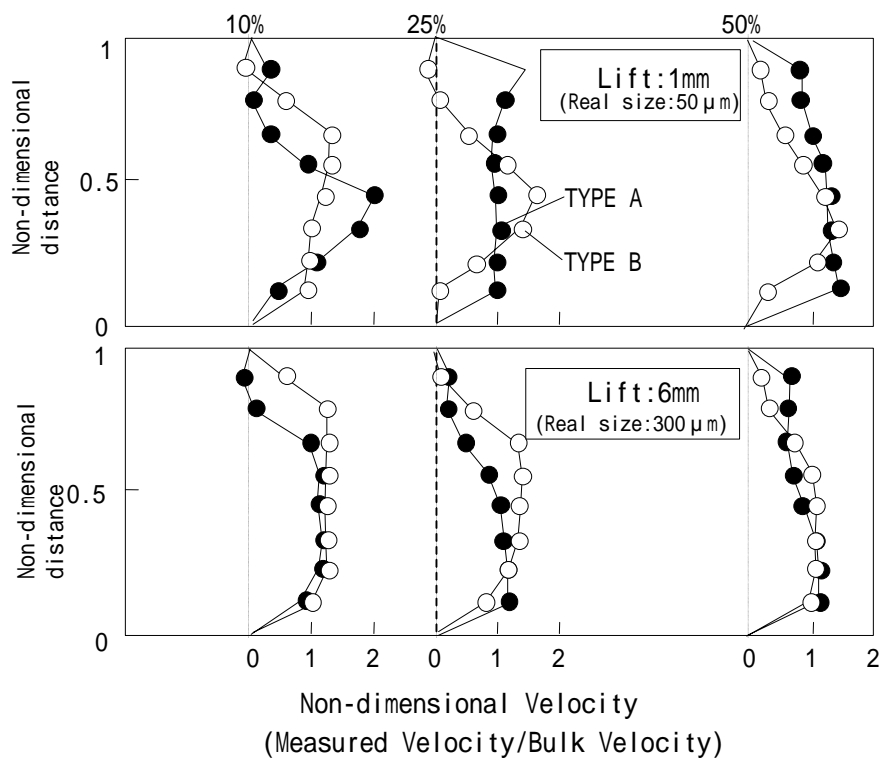 10%
25%
50%
1
0.5
0
Non-dimensional
distance
Lift:1mm
(Real size:50μm)
TYPE A
TYPE B
1
0.5
0
Non-dimensional
distance
Lift:6mm
(Real size:300μm)
0 1 2 0 1 2 0 1 2
Non-dimensional Velocity
(Measured Velocity/Bulk Velocity)